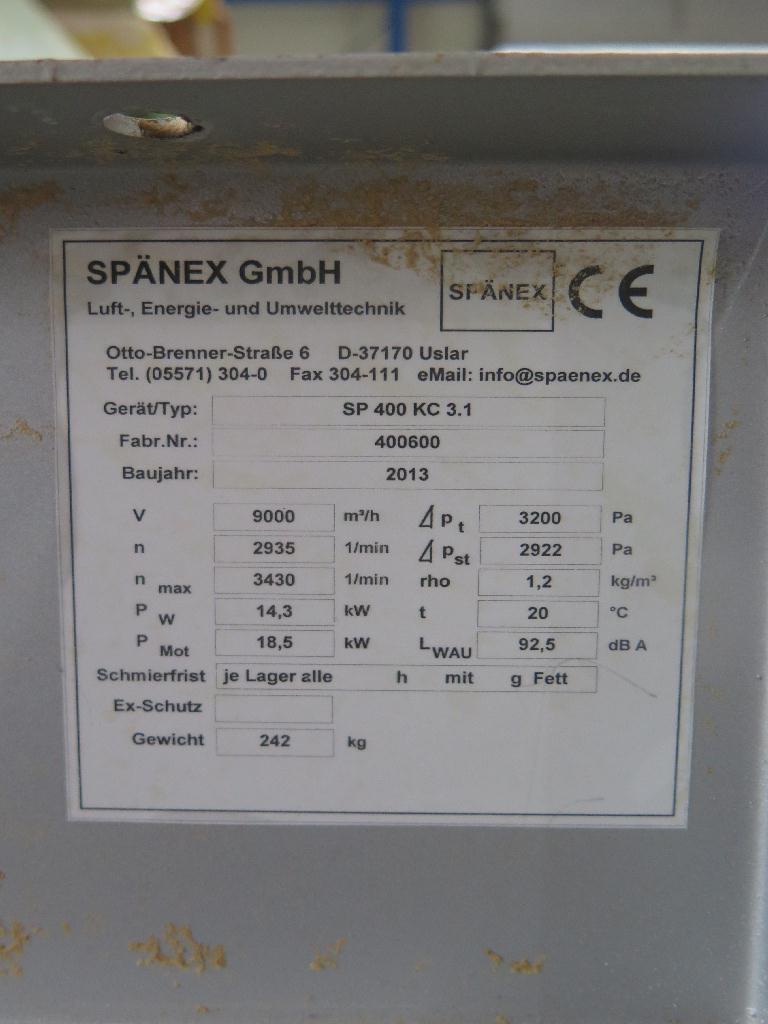 SPÄNEX GmbH
Luft-, Energie- und Umwelttechnik
SPÄNEX
CE
Otto-Brenner-Straße 6 D-37170 Uslar
Tel. (05571) 304-0 Fax 304-111 eMail: info@spaenex.de
Gerät/Typ: SP 400 KC 3.1
Fabr.Nr.: 400600
Baujahr: 2013
V 9000 m³/h ⊿ p t 3200 Pa
n 2935 1/min ⊿ p st 2922 Pa
n max 3430 1/min rho 1,2 kg/m³
P W 14,3 kW t 20 °C
P Mot 18,5 kW L WAU 92,5 dB A
Schmierfrist je Lager alle h mit g Fett
Ex-Schutz
Gewicht 242 kg